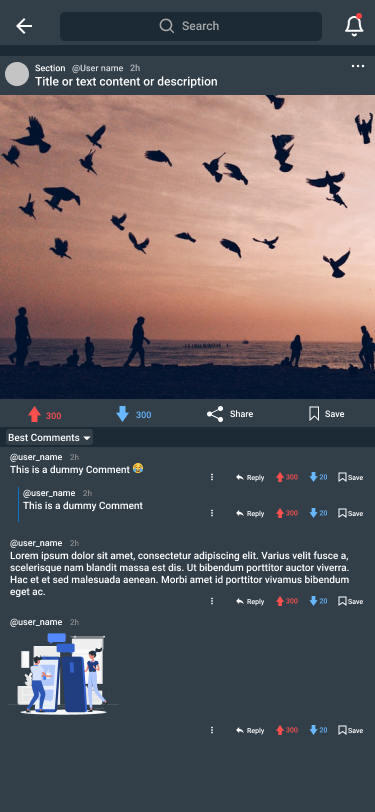 Search
Section @User name 2h
Title or text content or description
300 300 Share Save
Best Comments
@user_name 2h
This is a dummy Comment 😂
Reply 300 20 Save
@user_name 2h
This is a dummy Comment
Reply 300 20 Save
@user_name 2h
Lorem ipsum dolor sit amet, consectetur adipiscing elit. Varius velit fusce a,
scelerisque nam blandit massa est dis. Ut bibendum porttitor auctor viverra.
Hac et et sed malesuada aenean. Morbi amet id porttitor vivamus bibendum
eget ac.
Reply 300 20 Save
@user_name 2h
Reply 300 20 Save